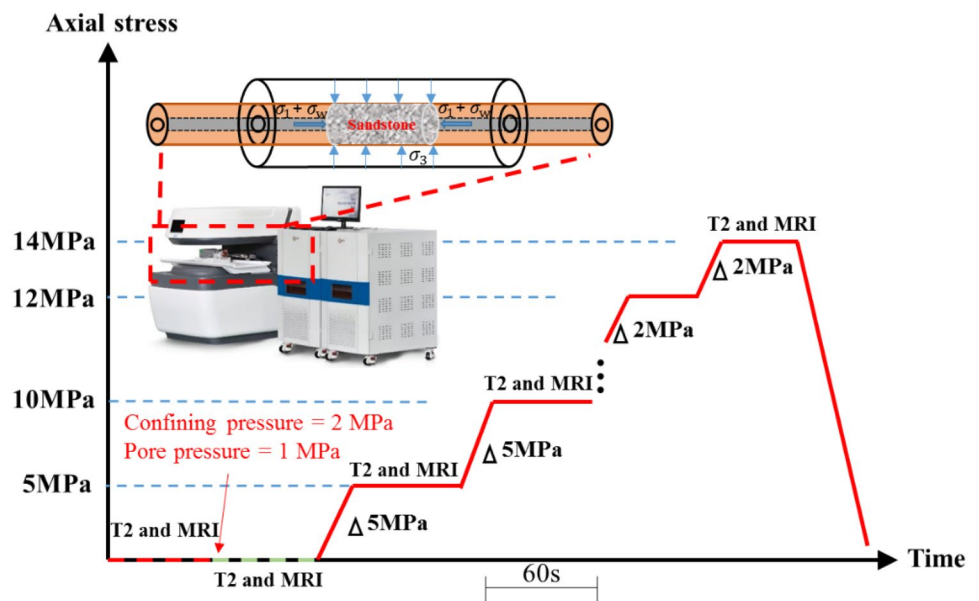 Axial stress
σ₁ + σw
σ₁ + σw
Sandstone
σ₃
14MPa
T2 and MRI
Δ 2MPa
12MPa
Δ 2MPa
T2 and MRI
10MPa
Confining pressure = 2 MPa
Pore pressure = 1 MPa
Δ 5MPa
T2 and MRI
5MPa
T2 and MRI
Δ 5MPa
Time
T2 and MRI
60s